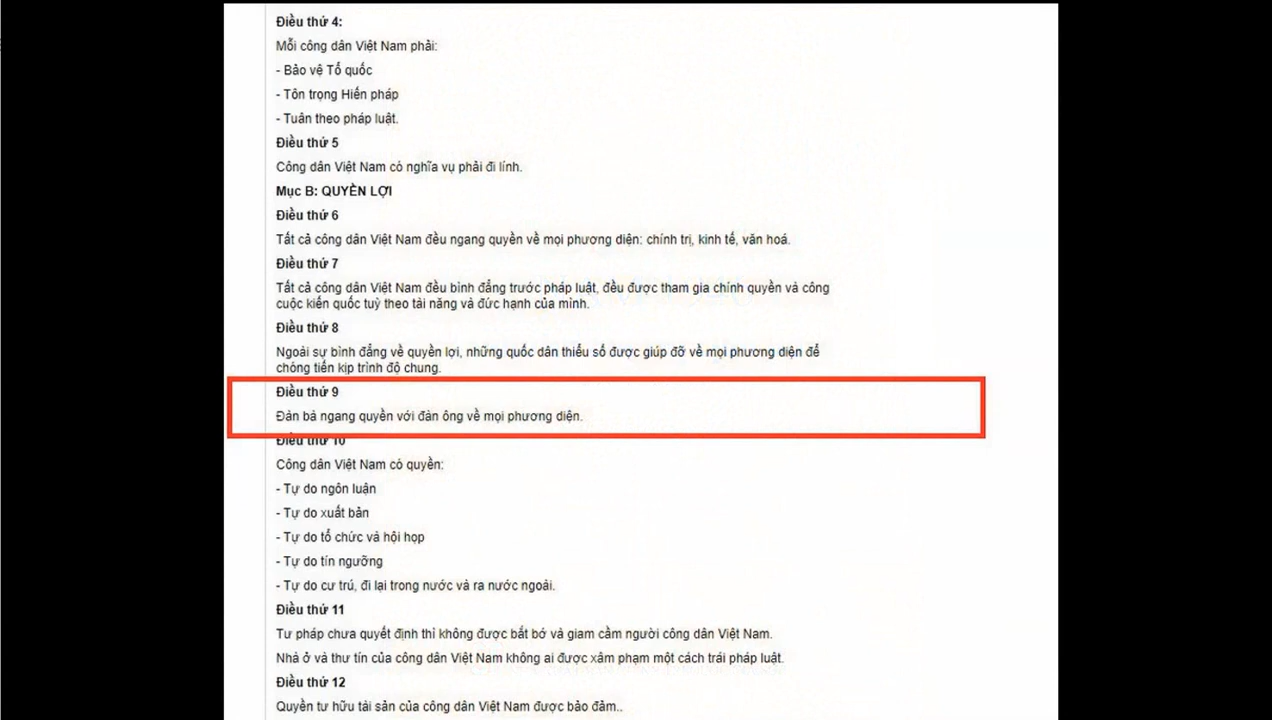 Điều thứ 4:
Mỗi công dân Việt Nam phải:
- Bảo vệ Tổ quốc
- Tôn trọng Hiến pháp
- Tuân theo pháp luật.
Điều thứ 5
Công dân Việt Nam có nghĩa vụ phải đi lính.
Mục B: QUYỀN LỢI
Điều thứ 6
Tất cả công dân Việt Nam đều ngang quyền về mọi phương diện: chính trị, kinh tế, văn hoá.
Điều thứ 7
Tất cả công dân Việt Nam đều bình đẳng trước pháp luật, đều được tham gia chính quyền và công
cuộc kiến quốc tuỳ theo tài năng và đức hạnh của mình.
Điều thứ 8
Ngoài sự bình đẳng về quyền lợi, những quốc dân thiểu số được giúp đỡ về mọi phương diện để
chóng tiến kịp trình độ chung.
Điều thứ 9
Đàn bà ngang quyền với đàn ông về mọi phương diện.
Điều thứ 10
Công dân Việt Nam có quyền:
- Tự do ngôn luận
- Tự do xuất bản
- Tự do tổ chức và hội họp
- Tự do tín ngưỡng
- Tự do cư trú, đi lại trong nước và ra nước ngoài.
Điều thứ 11
Tư pháp chưa quyết định thì không được bắt bớ và giam cầm người công dân Việt Nam.
Nhà ở và thư tín của công dân Việt Nam không ai được xâm phạm một cách trái pháp luật.
Điều thứ 12
Quyền tư hữu tài sản của công dân Việt Nam được bảo đảm..